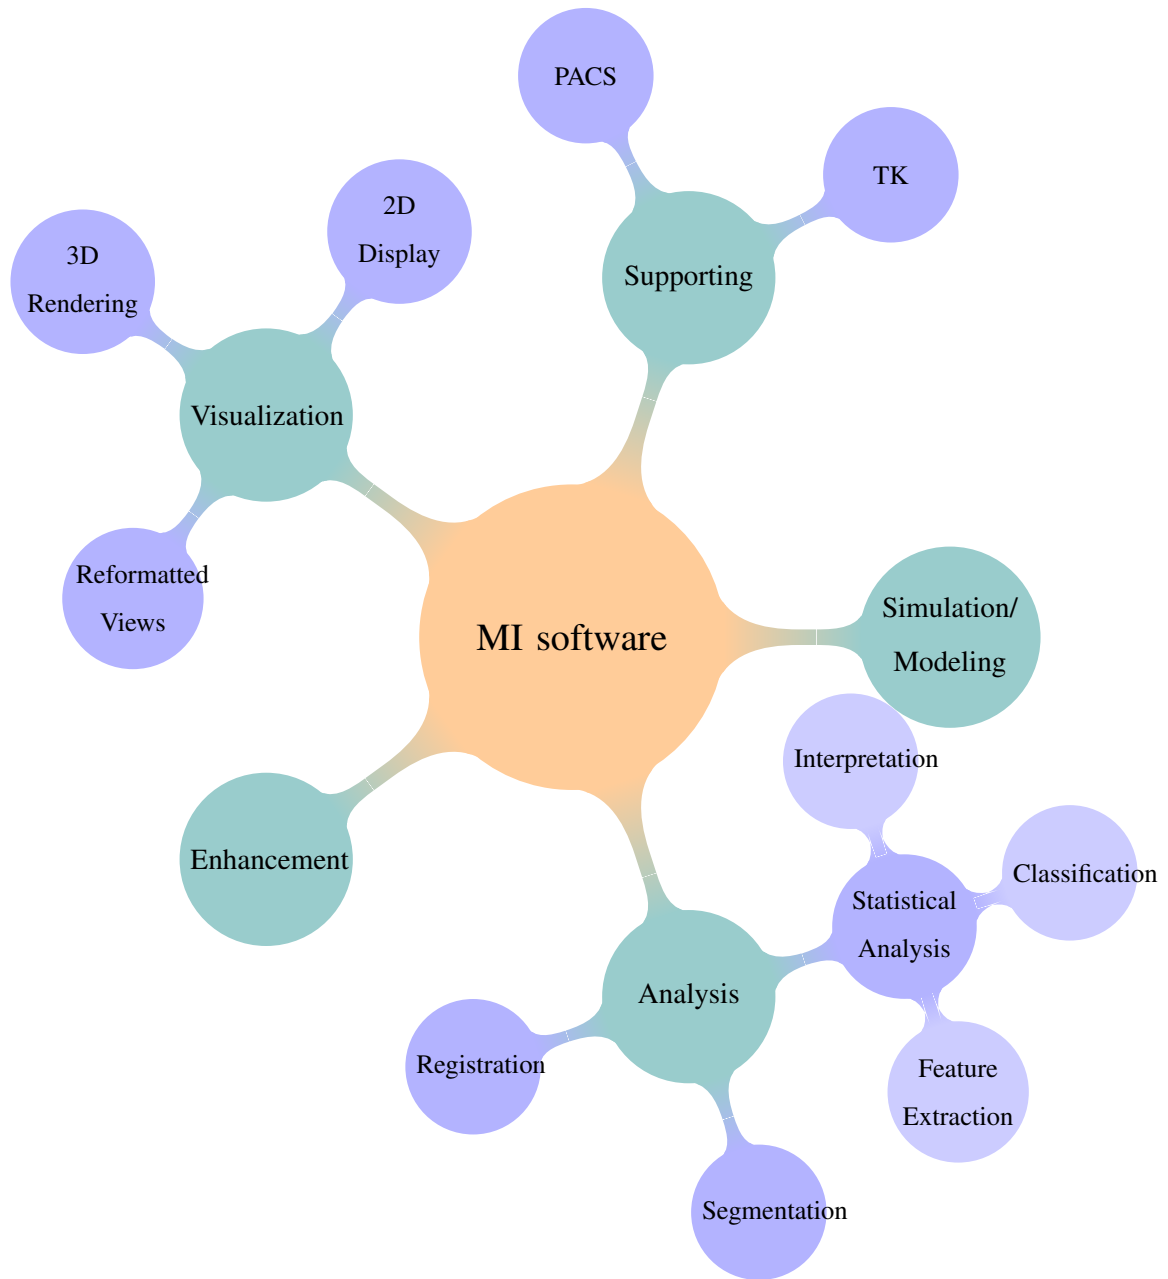 PACS
TK
2D
Display
3D
Rendering
Supporting
Visualization
Reformatted
Views
MI software
Simulation/
Modeling
Interpretation
Enhancement
Classification
Statistical
Analysis
Analysis
Registration
Feature
Extraction
Segmentation